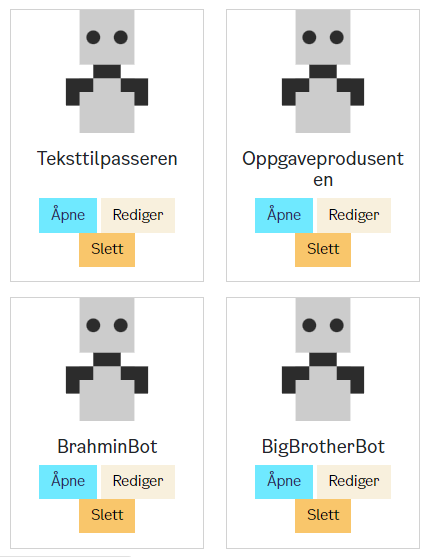 Teksttilpasseren
Åpne Rediger
Slett
Oppgaveprodusent
en
Åpne Rediger
Slett
BrahminBot
Åpne Rediger
Slett
BigBrotherBot
Åpne Rediger
Slett